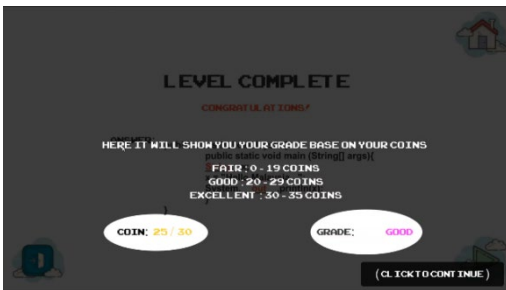 LEVEL COMPLETE
CONGRATULATIONS!
ANSWER:
HERE IT WILL SHOW YOU YOUR GRADE BASE ON YOUR COINS
public static void main (String[] args){
FAIR : 0 - 19 COINS
GOOD : 20 - 29 COINS
EXCELLENT : 30 - 35 COINS
}
COIN: 25 / 30
GRADE: GOOD
(CLICK TO CONTINUE)